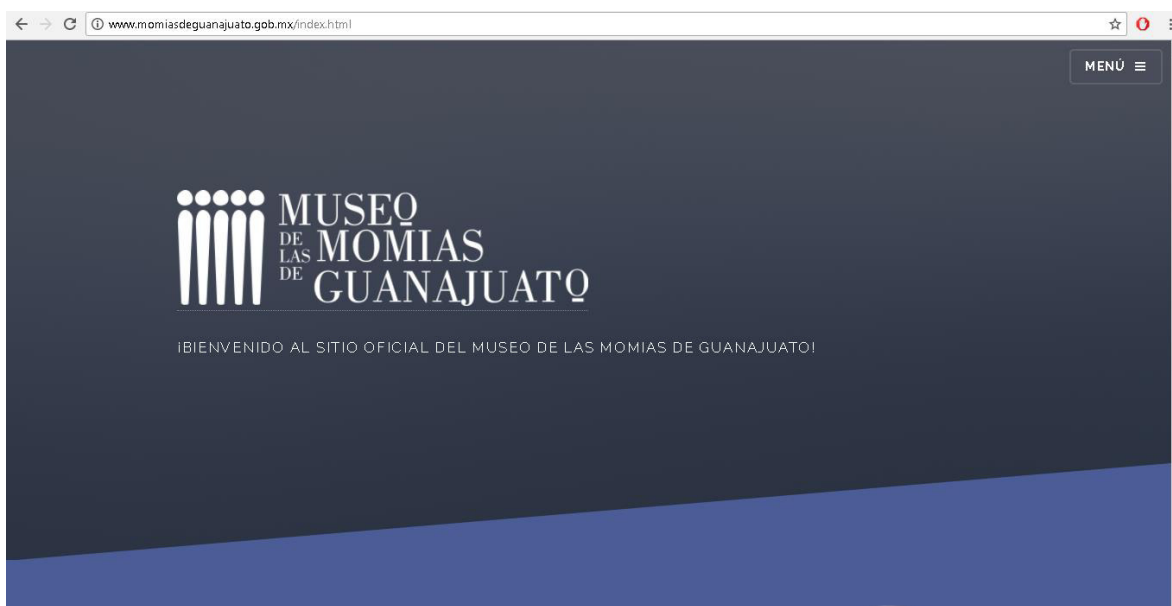 www.momiasdeguanajuato.gob.mx/index.html
MENÚ
MUSEO
DE LAS MOMIAS
DE GUANAJUATO
¡BIENVENIDO AL SITIO OFICIAL DEL MUSEO DE LAS MOMIAS DE GUANAJUATO!